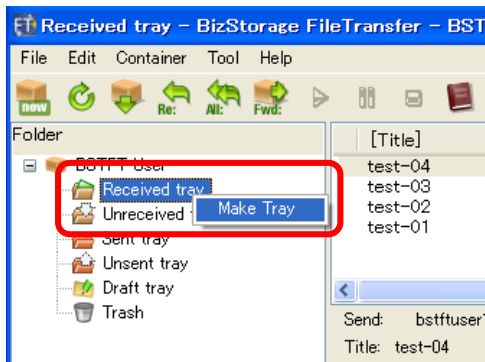 Received tray - BizStorage FileTransfer - BST
File Edit Container Tool Help
new Re: All: Fwd:
Folder
[Title]
BSTFT User
test-04
Received tray
test-03
Unreceived
Make Tray
test-02
Sent tray
test-01
Unsent tray
Draft tray
Trash
Send: bstftuser
Title: test-04